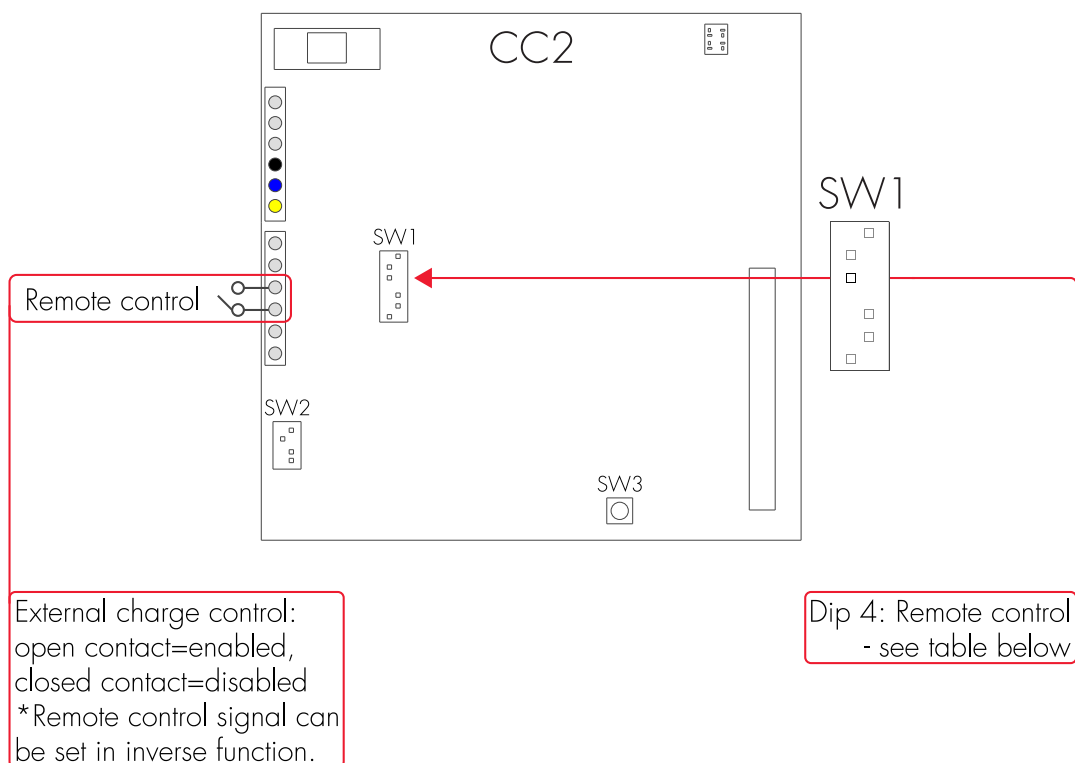 CC2
SW1
SW1
Remote control
SW2
SW3
External charge control:
open contact=enabled,
closed contact=disabled
*Remote control signal can
be set in inverse function.
Dip 4: Remote control
- see table below